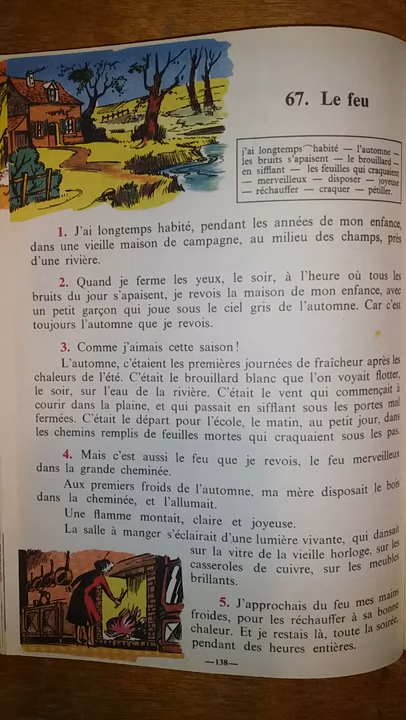 67. Le feu
j'ai longtemps habité — l'automne —
les bruits s'apaisent — le brouillard —
en sifflant — les feuilles qui craquaient
— merveilleux — disposer — joyeuse
— réchauffer — craquer — pétiller.
1. J'ai longtemps habité, pendant les années de mon enfance,
dans une vieille maison de campagne, au milieu des champs, près
d'une rivière.
2. Quand je ferme les yeux, le soir, à l'heure où tous les
bruits du jour s'apaisent, je revois la maison de mon enfance, avec
un petit garçon qui joue sous le ciel gris de l'automne. Car c'est
toujours l'automne que je revois.
3. Comme j'aimais cette saison!
L'automne, c'étaient les premières journées de fraîcheur après les
chaleurs de l'été. C'était le brouillard blanc que l'on voyait flotter,
le soir, sur l'eau de la rivière. C'était le vent qui commençait à
courir dans la plaine, et qui passait en sifflant sous les portes mal
fermées. C'était le départ pour l'école, le matin, au petit jour, dans
les chemins remplis de feuilles mortes qui craquaient sous les pas.
4. Mais c'est aussi le feu que je revois, le feu merveilleux
dans la grande cheminée.
Aux premiers froids de l'automne, ma mère disposait le bois
dans la cheminée, et l'allumait.
Une flamme montait, claire et joyeuse.
La salle à manger s'éclairait d'une lumière vivante, qui dansait
sur la vitre de la vieille horloge, sur les
casseroles de cuivre, sur les meubles
brillants.
5. J'approchais du feu mes mains
froides, pour les réchauffer à sa bonne
chaleur. Et je restais là, toute la soirée,
pendant des heures entières.
—138—